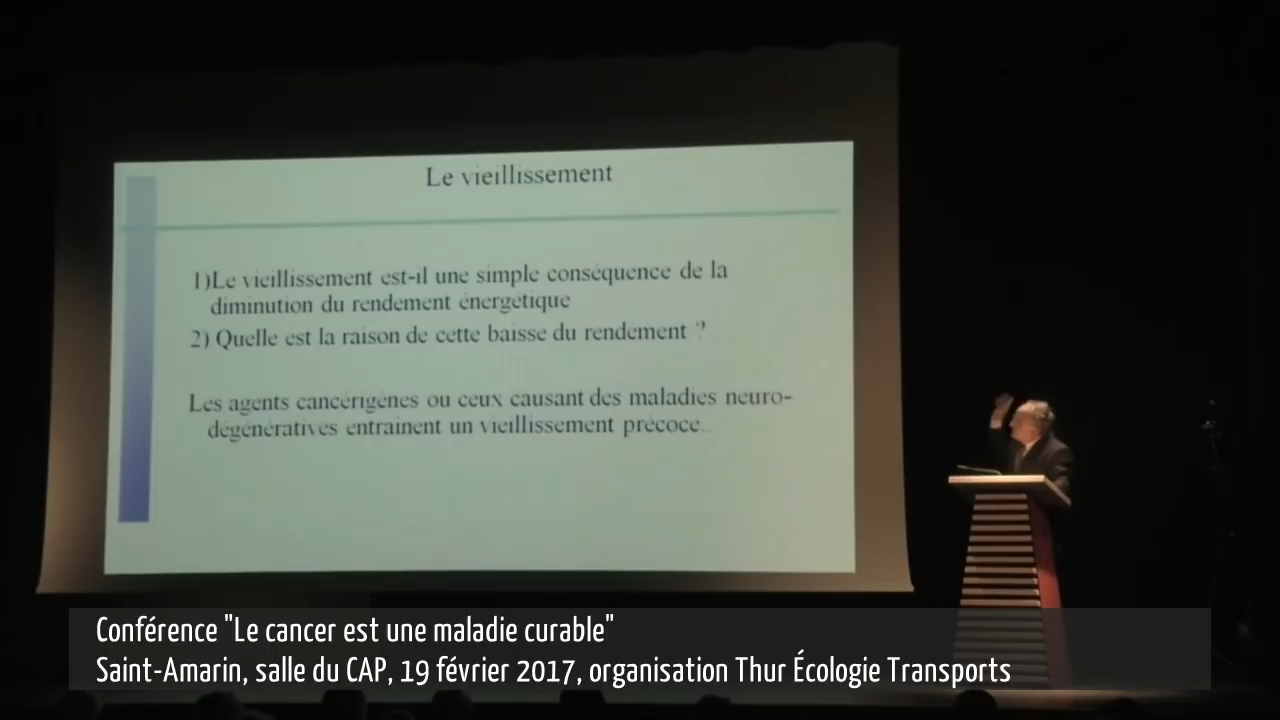 Le vieillissement
1)Le vieillissement est-il une simple conséquence de la
diminution du rendement énergétique
2) Quelle est la raison de cette baisse du rendement ?
Les agents cancérigènes ou ceux causant des maladies neuro-
dégénératives entrainent un vieillissement précoce..
Conférence "Le cancer est une maladie curable"
Saint-Amarin, salle du CAP, 19 février 2017, organisation Thur Écologie Transports